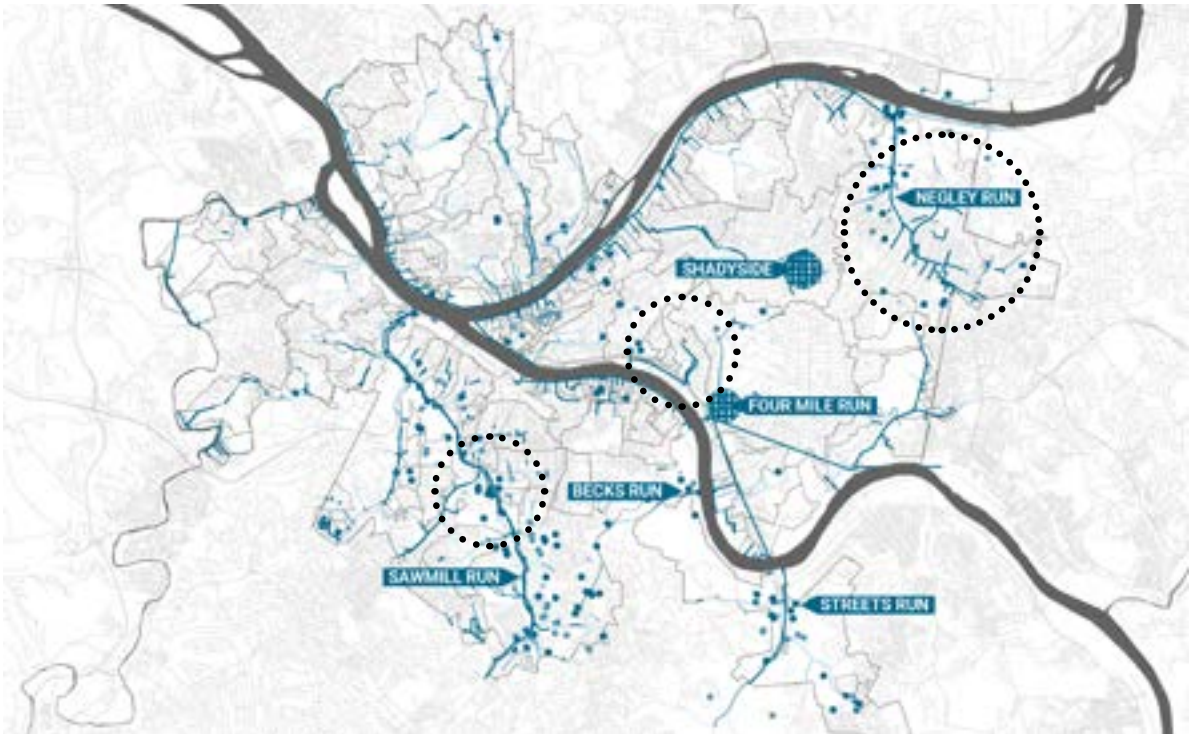 NEGLEY RUN
SHADYSIDE
FOUR MILE RUN
BECKS RUN
SAWMILL RUN
STREETS RUN